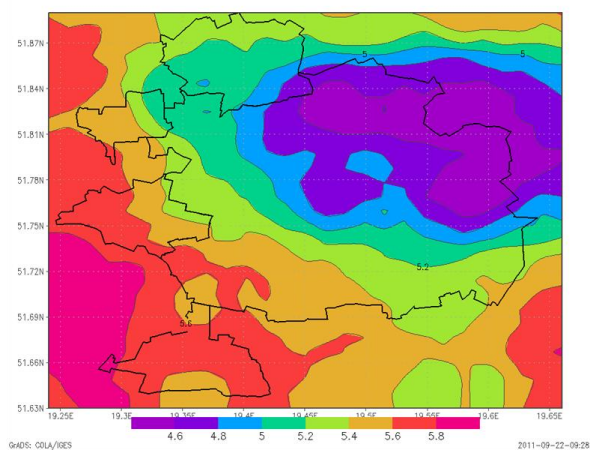 51.87N
51.84N
51.81N
51.78N
51.75N
51.72N
51.69N
51.66N
51.63N
5
5
5.2
5.6
19.25E
19.3E
19.35E
19.4E
19.45E
19.5E
19.55E
19.6E
19.65E
4.6
4.8
5
5.2
5.4
5.6
5.8
GrADS: COLA/IGES
2011-09-22-09:28